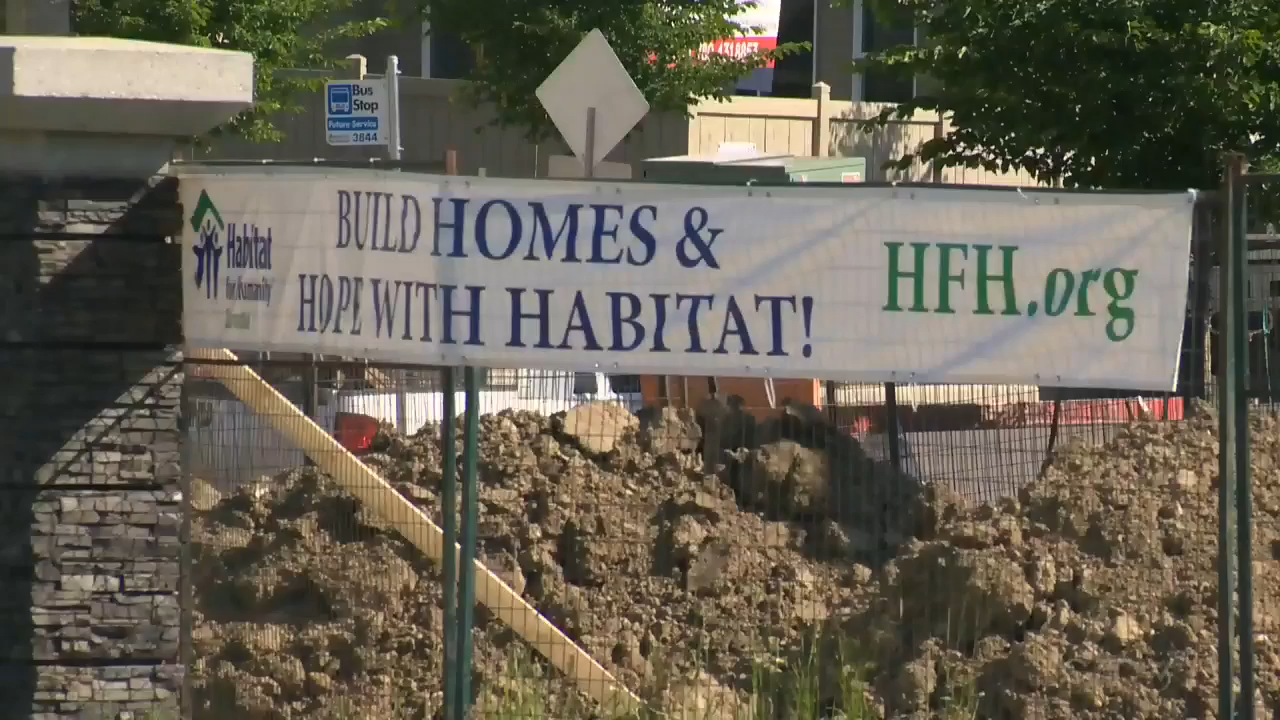 Bus
Stop
Future Service
3844
Habitat
for Humanity
BUILD HOMES &
HOPE WITH HABITAT!
HFH.org